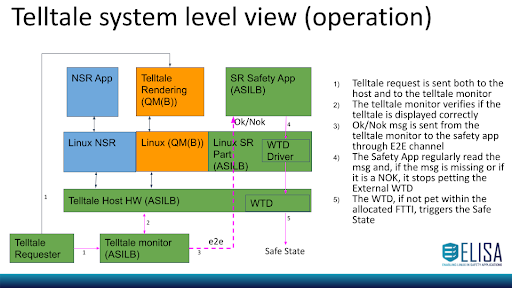 Telltale system level view (operation)
NSR App
Telltale
Rendering
(QM(B))
SR Safety App
(ASILB)
Ok/Nok
4
Linux NSR
Linux (QM(B))
Linux SR
Part
(ASILB)
WTD
Driver
Telltale Host HW (ASILB)
WTD
1
2
5
Telltale
Requester
1
Telltale monitor
(ASILB)
3
e2e
Safe State
1) Telltale request is sent both to the
host and to the telltale monitor
2) The telltale monitor verifies if the
telltale is displayed correctly
3) Ok/Nok msg is sent from the
telltale monitor to the safety app
through E2E channel
4) The Safety App regularly read the
msg and, if the msg is missing or if
it is a NOK, it stops petting the
External WTD
5) The WTD, if not pet within the
allocated FTTI, triggers the Safe
State
ELISA
ENABLING LINUX IN SAFETY APPLICATIONS